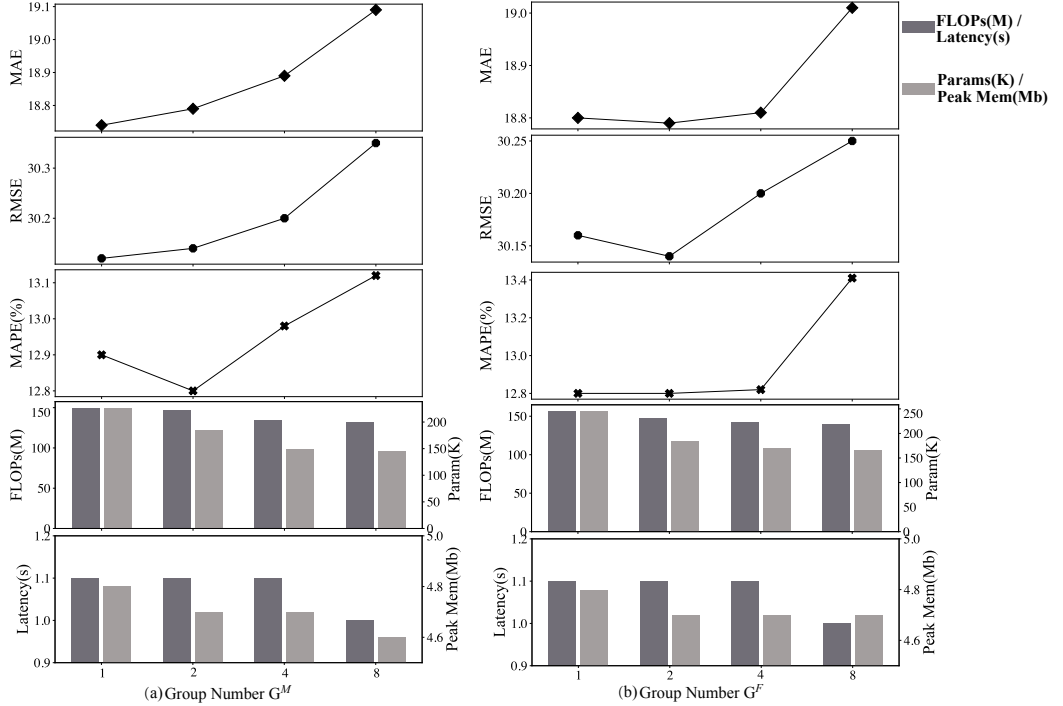 19.1
19.0
18.9
18.8
MAE
30.3
30.2
RMSE
13.1
13.0
12.9
12.8
MAPE(%)
150
100
50
0
FLOPs(M)
200
150
100
50
0
Param(K)
1.2
1.1
1.0
0.9
Latency(s)
5.0
4.8
4.6
Peak Mem(Mb)
1 2 4 8
(a) Group Number G^M
19.0
18.9
18.8
MAE
30.25
30.20
30.15
RMSE
13.4
13.2
13.0
12.8
MAPE(%)
150
100
50
0
FLOPs(M)
250
200
150
100
50
0
Param(K)
1.2
1.1
1.0
0.9
Latency(s)
5.0
4.8
4.6
Peak Mem(Mb)
1 2 4 8
(b) Group Number G^F
FLOPs(M) /
Latency(s)
Params(K) /
Peak Mem(Mb)